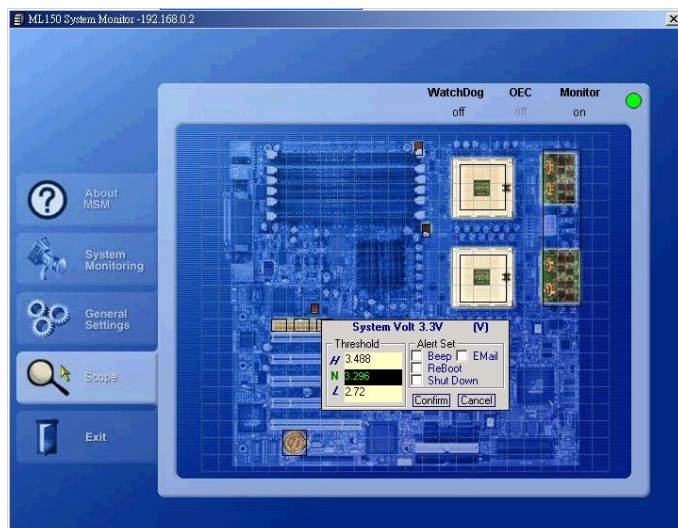 ML150 System Monitor -192.168.0.2
WatchDog OEC Monitor
off off on
About
MSM
System
Monitoring
General
Settings
Scope
Exit
System Volt 3.3V (V)
Threshold
H 3.488
N 3.296
L 2.72
Alert Set
Beep EMail
ReBoot
Shut Down
Confirm Cancel